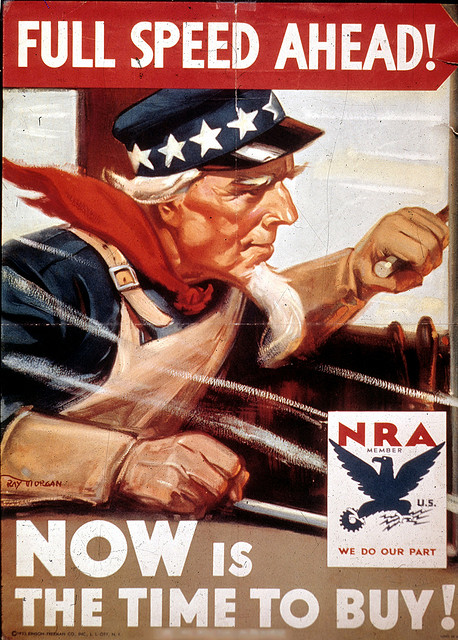 FULL SPEED AHEAD!
RAY MORGAN
NRA
MEMBER
U.S.
WE DO OUR PART
NOW IS
THE TIME TO BUY!